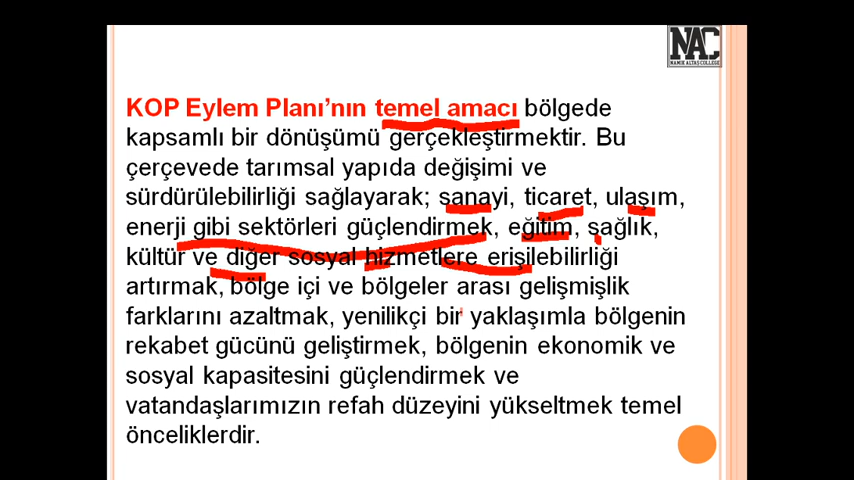 NAC
NAMIK ALTAŞ COLLEGE
KOP Eylem Planı’nın temel amacı bölgede
kapsamlı bir dönüşümü gerçekleştirmektir. Bu
çerçevede tarımsal yapıda değişimi ve
sürdürülebilirliği sağlayarak; sanayi, ticaret, ulaşım,
enerji gibi sektörleri güçlendirmek, eğitim, sağlık,
kültür ve diğer sosyal hizmetlere erişilebilirliği
artırmak, bölge içi ve bölgeler arası gelişmişlik
farklarını azaltmak, yenilikçi bir yaklaşımla bölgenin
rekabet gücünü geliştirmek, bölgenin ekonomik ve
sosyal kapasitesini güçlendirmek ve
vatandaşlarımızın refah düzeyini yükseltmek temel
önceliklerdir.